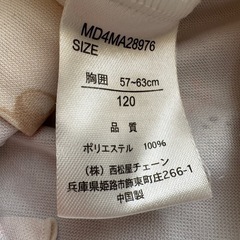 MD4MA28976
SIZE
胸囲 57~63cm
120
品質
ポリエステル 100%
(株)西松屋チェーン
兵庫県姫路市飾東町庄266-1
中国製